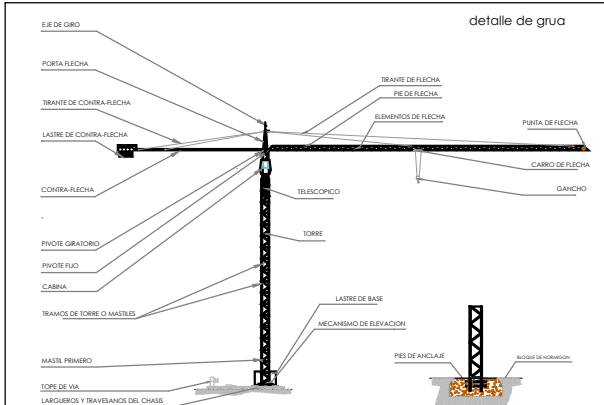 detalle de grua
EJE DE GIRO
PORTA FLECHA
TIRANTE DE CONTRA-FLECHA
LASTRE DE CONTRA-FLECHA
CONTRA-FLECHA
PIVOTE GIRATORIO
PIVOTE FIJO
CABINA
TRAMOS DE TORRE O MASTILES
MASTIL PRIMERO
TOPE DE VIA
LARGUEROS Y TRAVESANOS DEL CHASIS
TIRANTE DE FLECHA
PIE DE FLECHA
ELEMENTOS DE FLECHA
PUNTA DE FLECHA
CARRO DE FLECHA
GANCHO
TELESCOPICO
TORRE
LASTRE DE BASE
MECANISMO DE ELEVACION
PIES DE ANCLAJE
BLOQUE DE HORMIGON